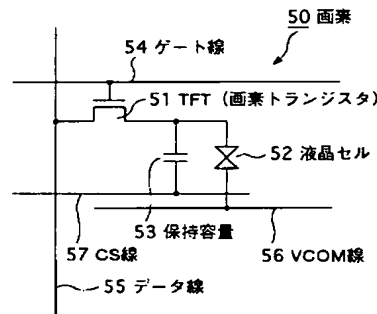 50 画素
54 ゲート線
51 TFT (画素トランジスタ)
52 液晶セル
53 保持容量
57 CS線
56 VCOM線
55 データ線